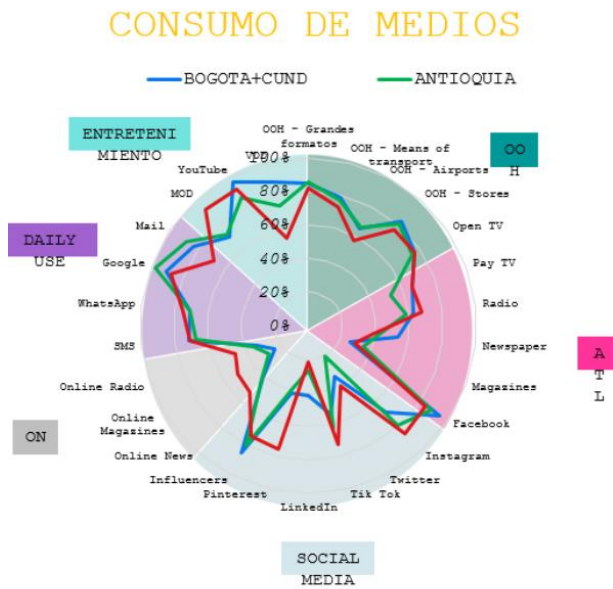 CONSUMO DE MEDIOS
BOGOTA+CUND
ANTIOQUIA
ENTRETENI
MIENTO
OO
H
DAILY
USE
A
T
L
ON
SOCIAL
MEDIA
OOH - Grandes
formatos
OOH - Means of
transport
OOH - Airports
OOH - Stores
Open TV
Pay TV
Radio
Newspaper
Magazines
Facebook
Instagram
Twitter
Tik Tok
LinkedIn
Pinterest
Influencers
Online News
Online
Magazines
Online Radio
SMS
WhatsApp
Google
Mail
MOD
YouTube
VOD
100%
80%
60%
40%
20%
0%